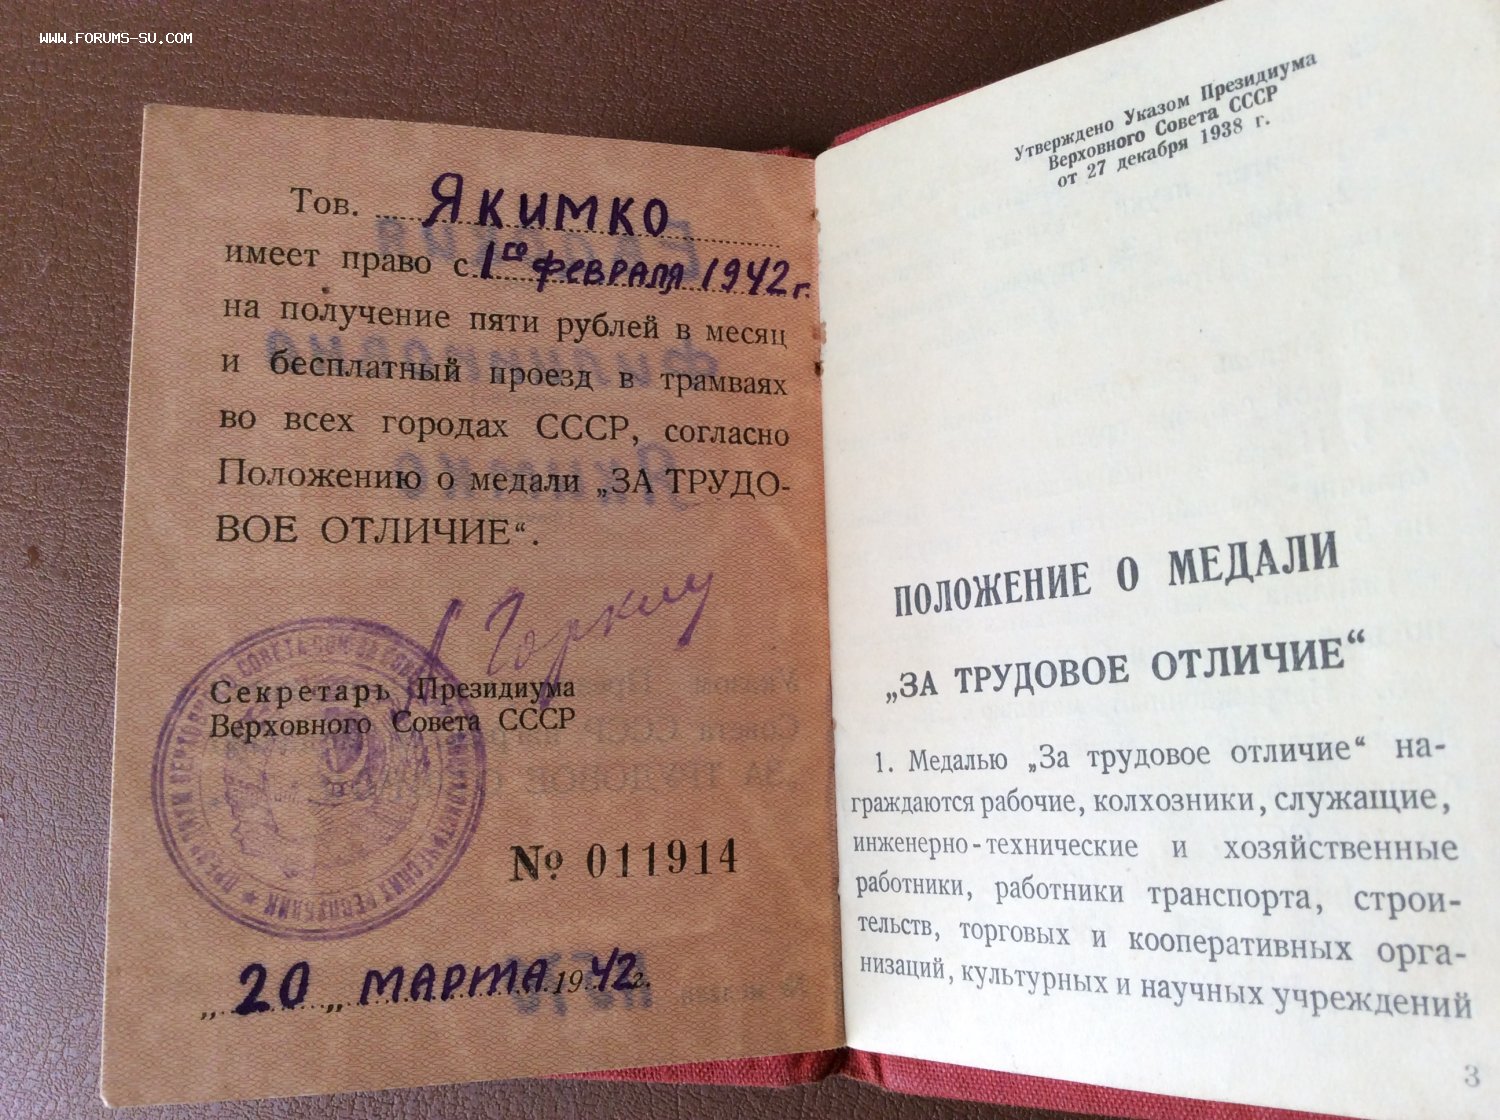 www.forums-su.com
Тов. Якимко
имеет право с 1го февраля 1942 г.
на получение пяти рублей в месяц
и бесплатный проезд в трамваях
во всех городах СССР, согласно
Положению о медали „ЗА ТРУДО-
ВОЕ ОТЛИЧИЕ“.
А Горкин
Секретарь Президиума
Верховного Совета СССР
№ 011914
„20„ марта 1942 г.
Утверждено Указом Президиума
Верховного Совета СССР
от 27 декабря 1938 г.
ПОЛОЖЕНИЕ О МЕДАЛИ
„ЗА ТРУДОВОЕ ОТЛИЧИЕ“
1. Медалью „За трудовое отличие“ на-
граждаются рабочие, колхозники, служащие,
инженерно-технические и хозяйственные
работники, работники транспорта, строи-
тельств, торговых и кооперативных орга-
низаций, культурных и научных учреждений
3